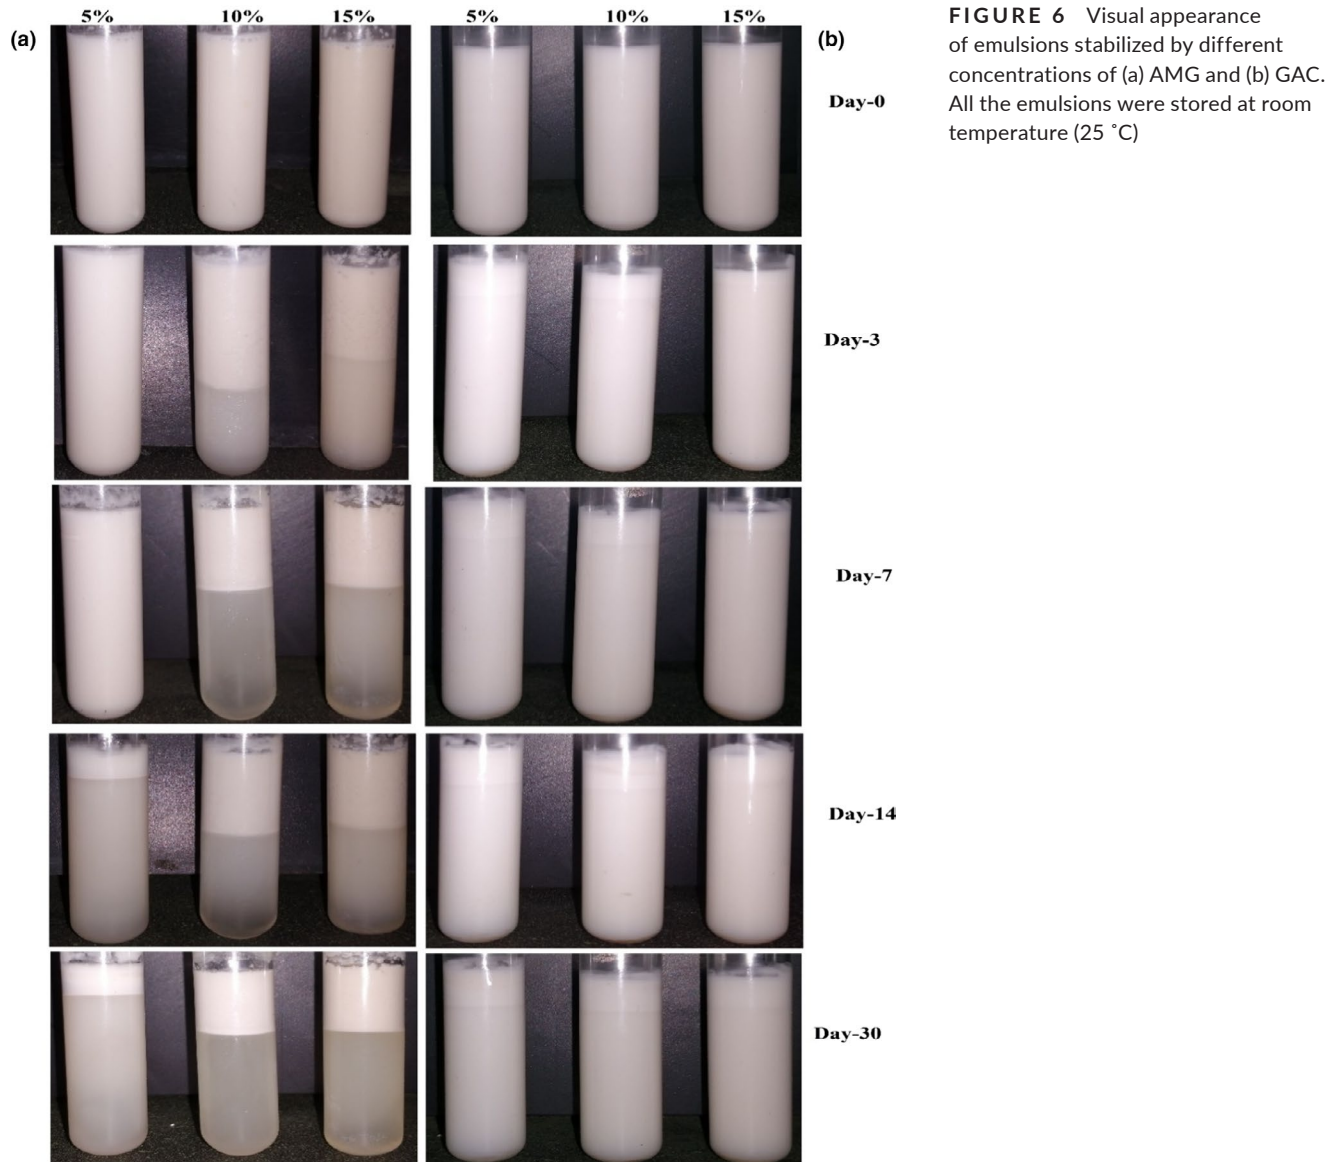 5% 10% 15% 5% 10% 15%
(a) (b)
Day-0
Day-3
Day-7
Day-14
Day-30
FIGURE 6 Visual appearance
of emulsions stabilized by different
concentrations of (a) AMG and (b) GAC.
All the emulsions were stored at room
temperature (25 ˚C)